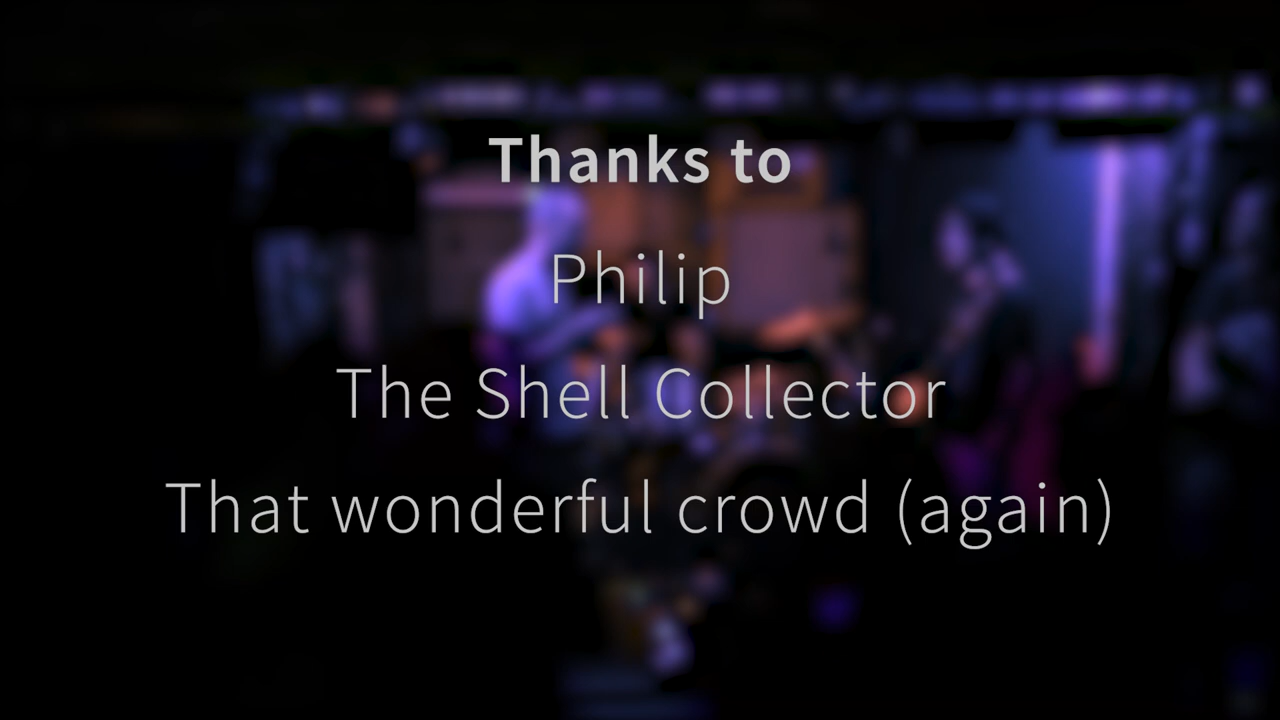 Thanks to
Philip
The Shell Collector
That wonderful crowd (again)